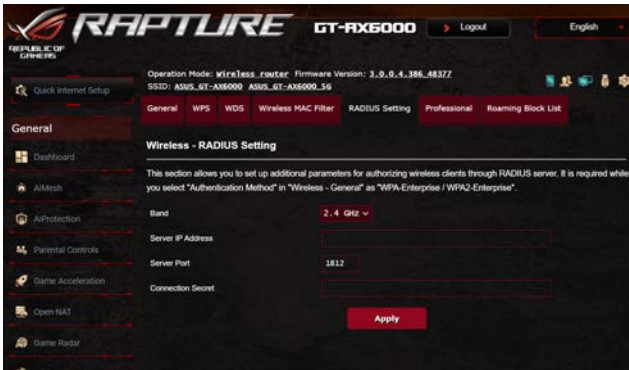 RAPTURE
GT-AX6000
Logout
English
REPUBLIC OF
GAMERS
Quick Internet Setup
Operation Mode: Wireless router Firmware Version: 3.0.0.4.386_48377
SSID: ASUS_GT-AX6000 ASUS_GT-AX6000_5G
General WPS WDS Wireless MAC Filter RADIUS Setting Professional Roaming Block List
General
Dashboard
AiMesh
AiProtection
Parental Controls
Game Acceleration
Open NAT
Game Radar
Wireless - RADIUS Setting
This section allows you to set up additional parameters for authorizing wireless clients through RADIUS server. It is required while
you select "Authentication Method" in "Wireless - General" as "WPA-Enterprise / WPA2-Enterprise".
Band 2.4 GHz
Server IP Address
Server Port 1812
Connection Secret
Apply